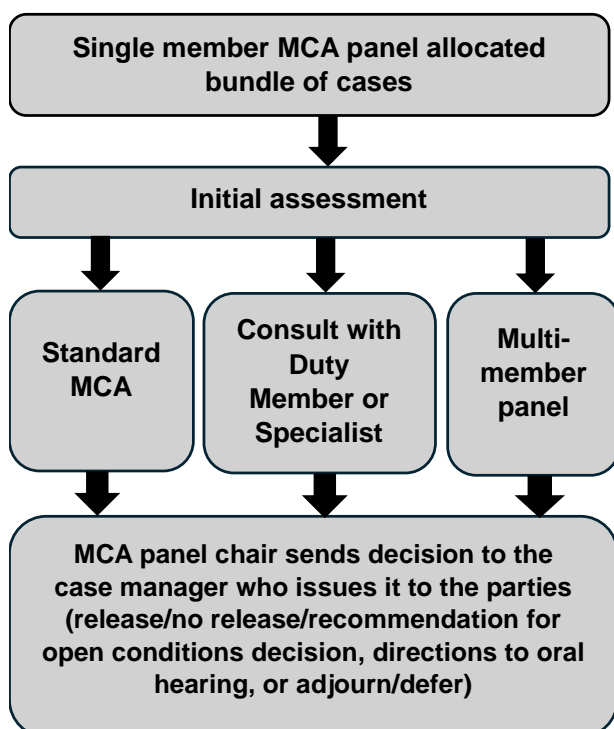 Single member MCA panel allocated
bundle of cases
Initial assessment
Standard
MCA
Consult with
Duty
Member or
Specialist
Multi-
member
panel
MCA panel chair sends decision to the
case manager who issues it to the parties
(release/no release/recommendation for
open conditions decision, directions to oral
hearing, or adjourn/defer)